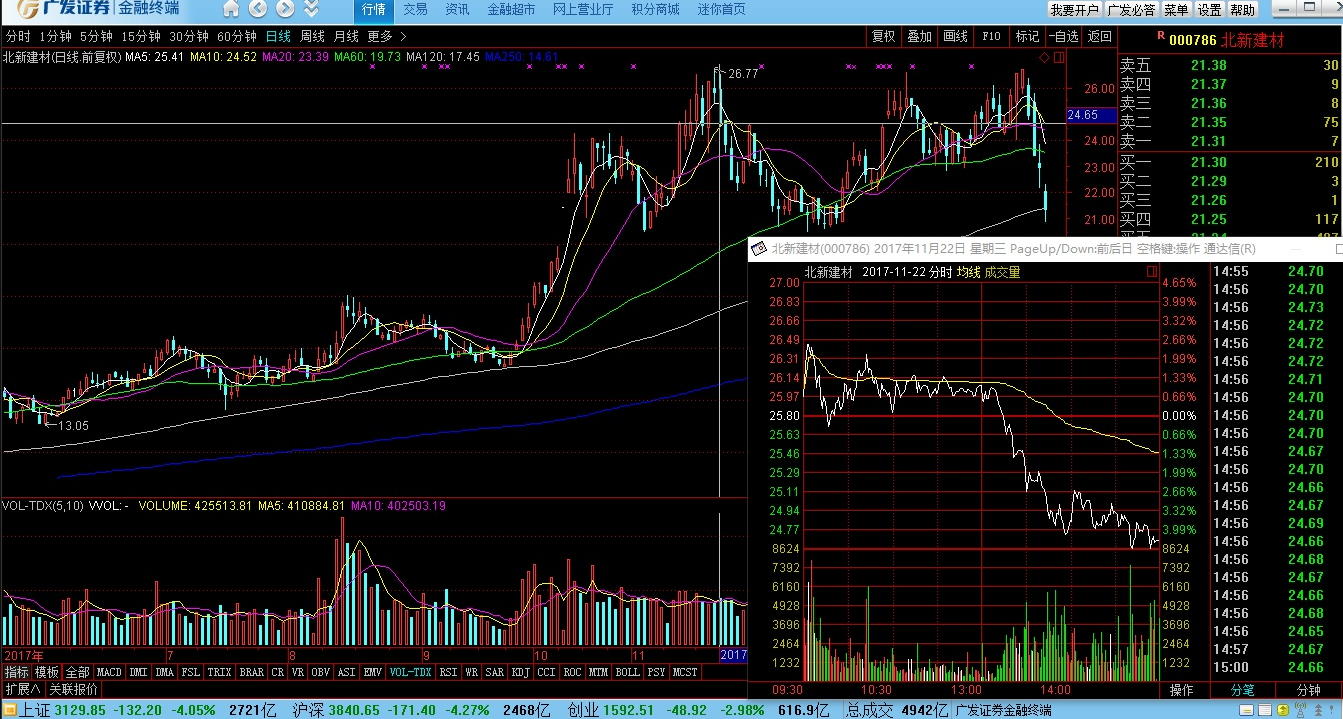 广发证券 金融终端 行情 交易 资讯 金融超市 网上营业厅 积分商城 迷你首页 我要开户 广发必答 菜单 设置 帮助
分时 1分钟 5分钟 15分钟 30分钟 60分钟 日线 周线 月线 更多 > 复权 叠加 画线 F10 标记 -自选 返回
R 000786 北新建材
北新建材(日线.前复权) MA5: 25.41 MA10: 24.52 MA20: 23.39 MA60: 19.73 MA120: 17.45 MA250: 14.61
26.77
13.05
26.00
24.65
24.00
23.00
22.00
21.00
卖五 21.38 30
卖四 21.37 9
卖三 21.36 8
卖二 21.35 75
卖一 21.31 7
买一 21.30 210
买二 21.29 3
买三 21.26 1
买四 21.25 117
北新建材(000786) 2017年11月22日 星期三 PageUp/Down:前后日 空格键:操作 通达信(R)
北新建材 2017-11-22 分时 均线 成交量
27.00 4.65%
26.83 3.99%
26.66 3.32%
26.49 2.66%
26.31 1.99%
26.14 1.33%
25.97 0.66%
25.80 0.00%
25.63 0.66%
25.46 1.33%
25.29 1.99%
25.11 2.66%
24.94 3.32%
24.77 3.99%
8624 8624
7392 7392
6160 6160
4928 4928
3696 3696
2464 2464
1232 1232
09:30 10:30 13:00 14:00 操作
14:55 24.70
14:56 24.70
14:56 24.73
14:56 24.72
14:56 24.72
14:56 24.72
14:56 24.71
14:56 24.70
14:56 24.70
14:56 24.70
14:56 24.67
14:56 24.70
14:56 24.66
14:56 24.67
14:56 24.69
14:56 24.66
14:56 24.68
14:56 24.67
14:56 24.66
14:56 24.68
14:56 24.65
14:57 24.67
15:00 24.66
分笔 分钟
VOL-TDX(5,10) VVOL: - VOLUME: 425513.81 MA5: 410884.81 MA10: 402503.19
2017年 7 8 9 10 11 2017
指标 模板 全部 MACD DMI DMA FSL TRIX BRAR CR VR OBV ASI EMV VOL-TDX RSI WR SAR KDJ CCI ROC MTM BOLL PSY MCST
扩展∧ 关联报价
上证 3129.85 -132.20 -4.05% 2721亿 沪深 3840.65 -171.40 -4.27% 2468亿 创业 1592.51 -48.92 -2.98% 616.9亿 总成交 4942亿 广发证券金融终端